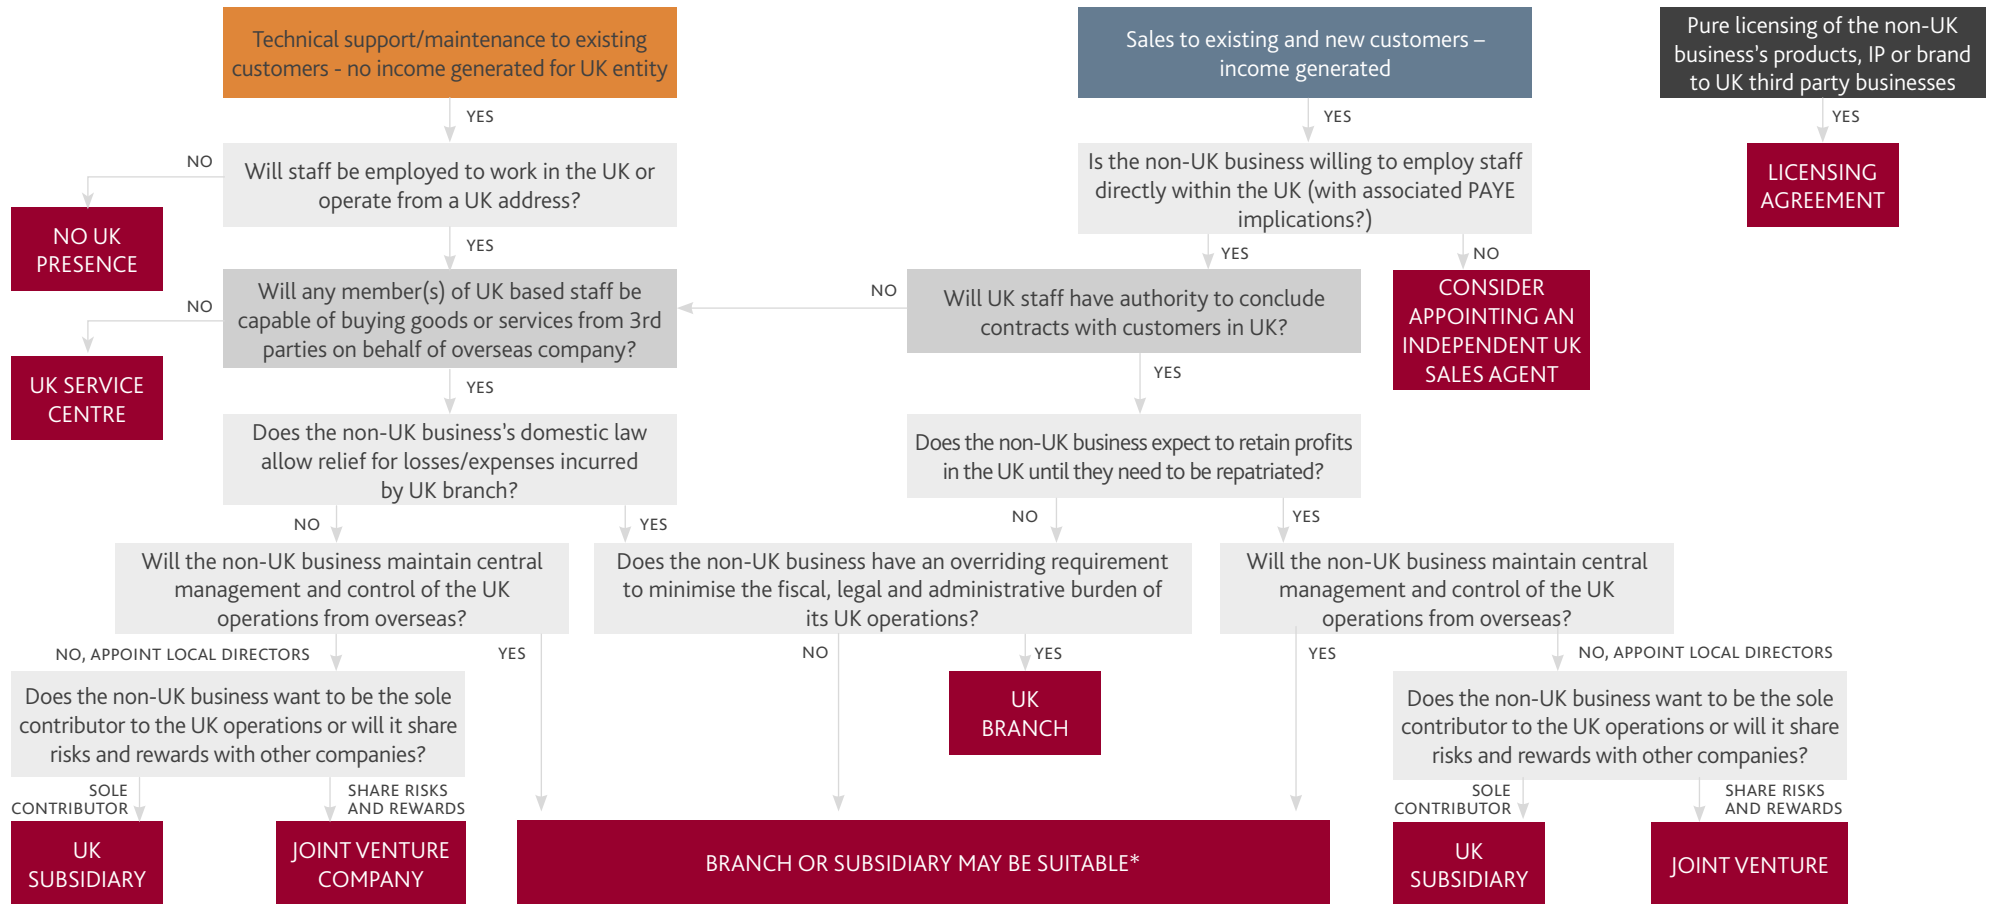 Technical support/maintenance to existing
customers - no income generated for UK entity
Sales to existing and new customers –
income generated
Pure licensing of the non-UK
business's products, IP or brand
to UK third party businesses
YES
YES
YES
NO
Will staff be employed to work in the UK or
operate from a UK address?
Is the non-UK business willing to employ staff
directly within the UK (with associated PAYE
implications?)
LICENSING
AGREEMENT
NO UK
PRESENCE
YES
YES
NO
NO
Will any member(s) of UK based staff be
capable of buying goods or services from 3rd
parties on behalf of overseas company?
NO
Will UK staff have authority to conclude
contracts with customers in UK?
CONSIDER
APPOINTING AN
INDEPENDENT UK
SALES AGENT
UK SERVICE
CENTRE
YES
YES
Does the non-UK business's domestic law
allow relief for losses/expenses incurred
by UK branch?
Does the non-UK business expect to retain profits
in the UK until they need to be repatriated?
NO
YES
NO
YES
Will the non-UK business maintain central
management and control of the UK
operations from overseas?
Does the non-UK business have an overriding requirement
to minimise the fiscal, legal and administrative burden of
its UK operations?
Will the non-UK business maintain central
management and control of the UK
operations from overseas?
NO, APPOINT LOCAL DIRECTORS
YES
NO
YES
YES
NO, APPOINT LOCAL DIRECTORS
Does the non-UK business want to be the sole
contributor to the UK operations or will it share
risks and rewards with other companies?
UK
BRANCH
Does the non-UK business want to be the sole
contributor to the UK operations or will it share
risks and rewards with other companies?
SOLE
CONTRIBUTOR
SHARE RISKS
AND REWARDS
SOLE
CONTRIBUTOR
SHARE RISKS
AND REWARDS
UK
SUBSIDIARY
JOINT VENTURE
COMPANY
BRANCH OR SUBSIDIARY MAY BE SUITABLE*
UK
SUBSIDIARY
JOINT VENTURE